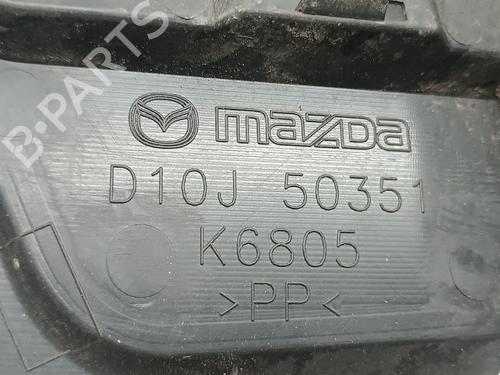 B-PARTS
mazda
D10J 50351
K6805
>PP<